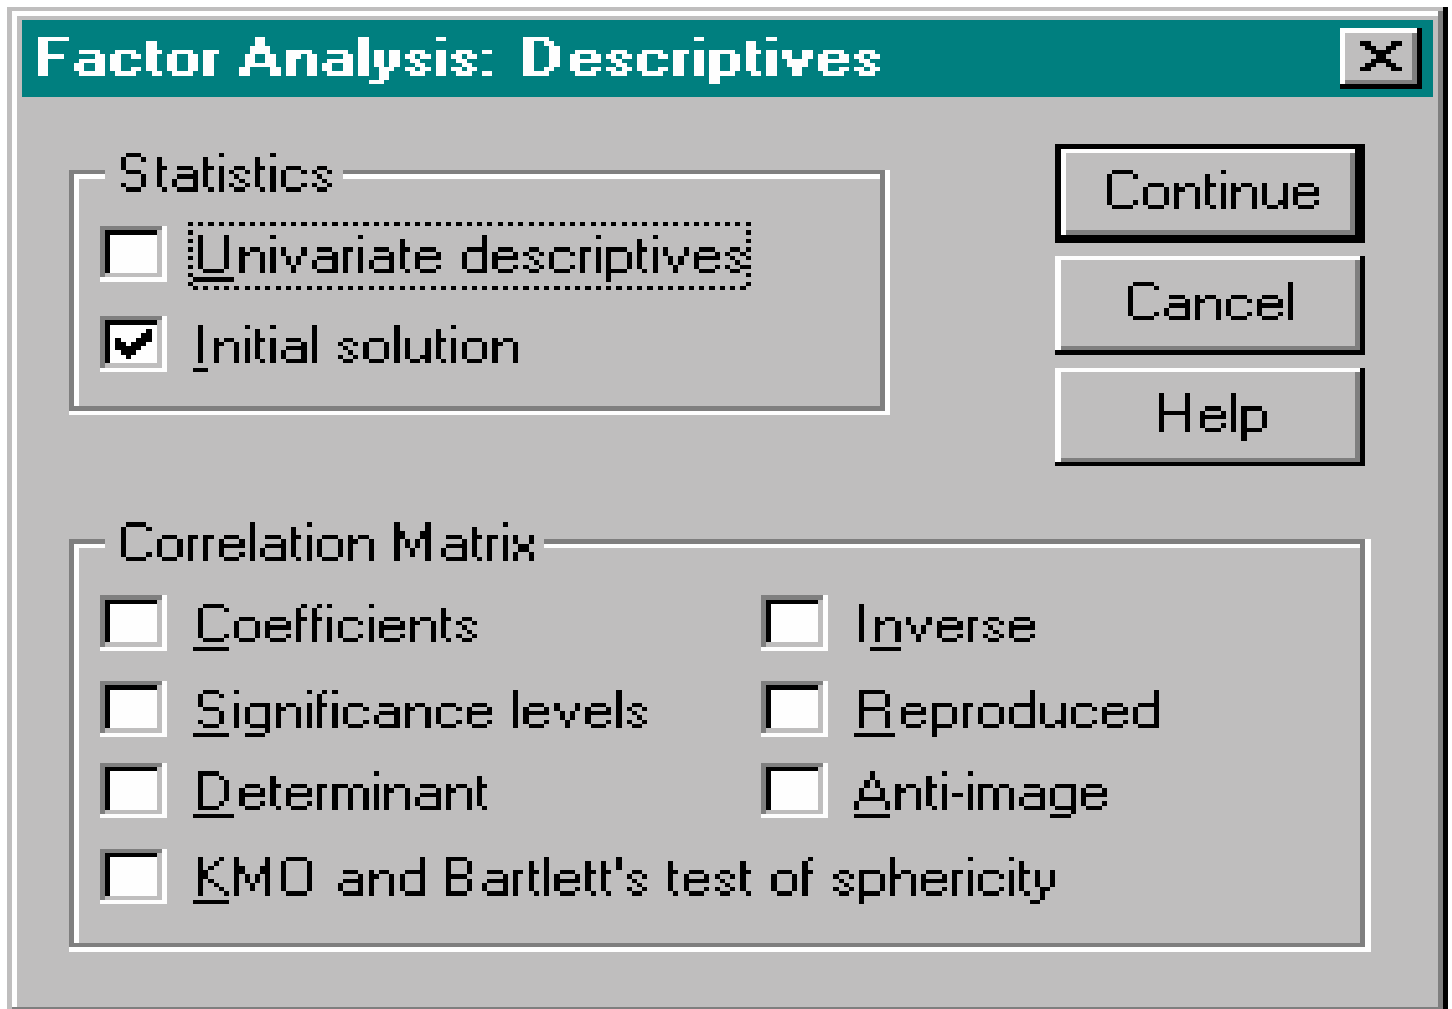 Factor Analysis: Descriptives
Statistics
Univariate descriptives
Initial solution
Continue
Cancel
Help
Correlation Matrix
Coefficients
Inverse
Significance levels
Reproduced
Determinant
Anti-image
KMO and Bartlett's test of sphericity